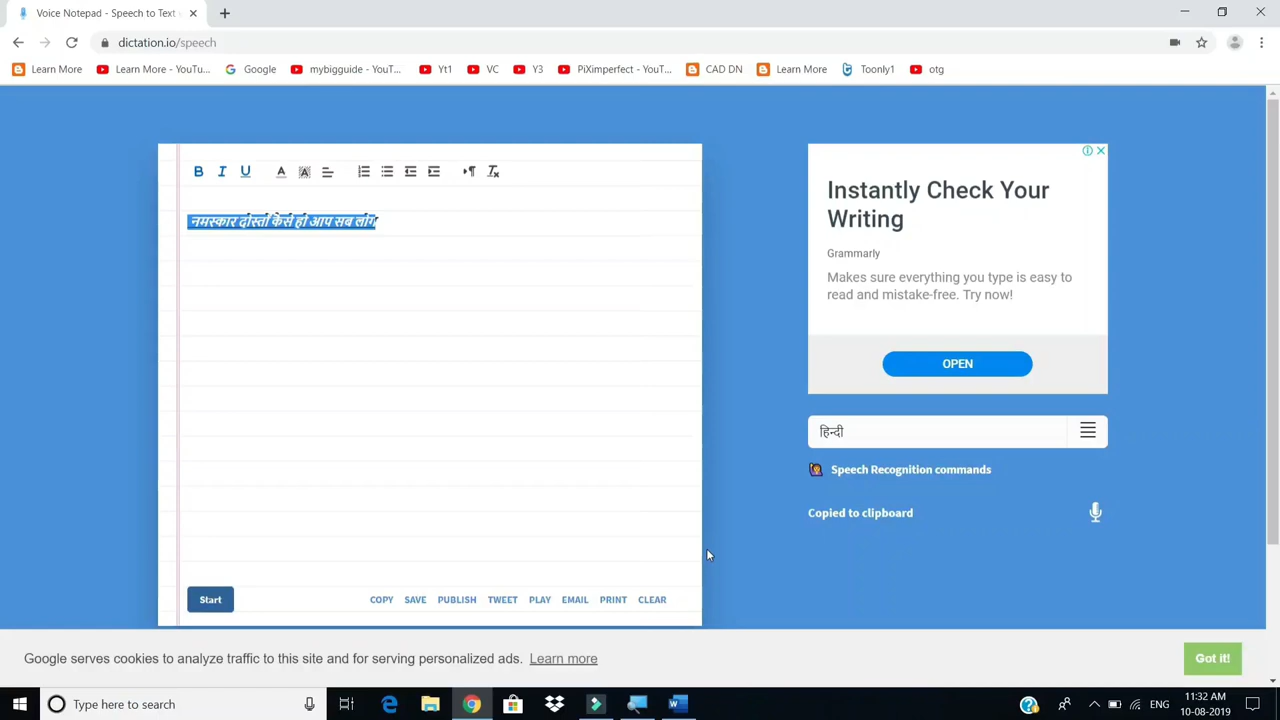 Voice Notepad - Speech to Text
dictation.io/speech
Learn More
Learn More - YouTu...
Google
mybigguide - YouT...
Yt1
VC
Y3
PiXimperfect - YouT...
CAD DN
Learn More
Toonly1
otg
B I U A A
नमस्कार दोस्तों कैसे हो आप सब लोग
Instantly Check Your
Writing
Grammarly
Makes sure everything you type is easy to
read and mistake-free. Try now!
OPEN
हिन्दी
Speech Recognition commands
Copied to clipboard
Start
COPY SAVE PUBLISH TWEET PLAY EMAIL PRINT CLEAR
Google serves cookies to analyze traffic to this site and for serving personalized ads. Learn more
Got it!
Type here to search
ENG
11:32 AM
10-08-2019